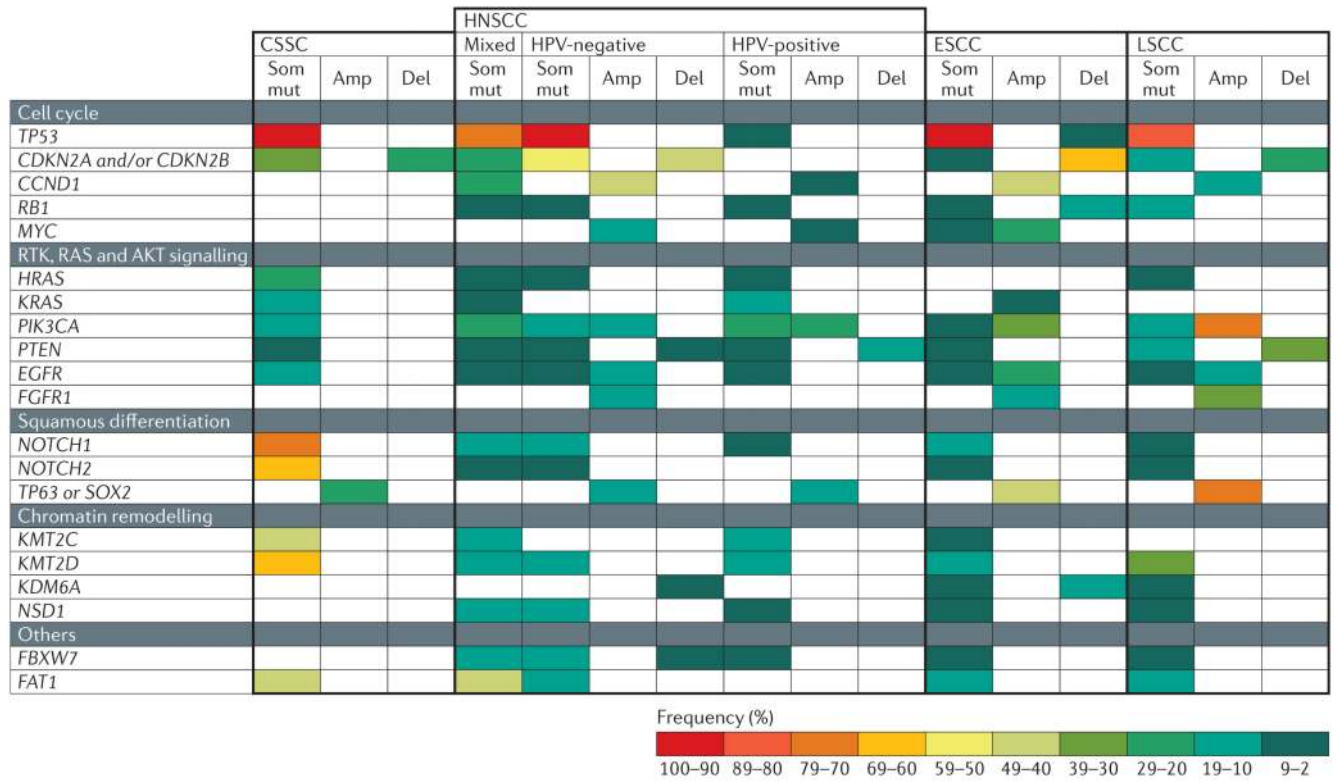 HNSCC
CSSC Mixed HPV-negative HPV-positive ESCC LSCC
Som mut Amp Del Som mut Som mut Amp Del Som mut Amp Del Som mut Amp Del Som mut Amp Del
Cell cycle
TP53
CDKN2A and/or CDKN2B
CCND1
RB1
MYC
RTK, RAS and AKT signalling
HRAS
KRAS
PIK3CA
PTEN
EGFR
FGFR1
Squamous differentiation
NOTCH1
NOTCH2
TP63 or SOX2
Chromatin remodelling
KMT2C
KMT2D
KDM6A
NSD1
Others
FBXW7
FAT1
Frequency (%)
100–90 89–80 79–70 69–60 59–50 49–40 39–30 29–20 19–10 9–2